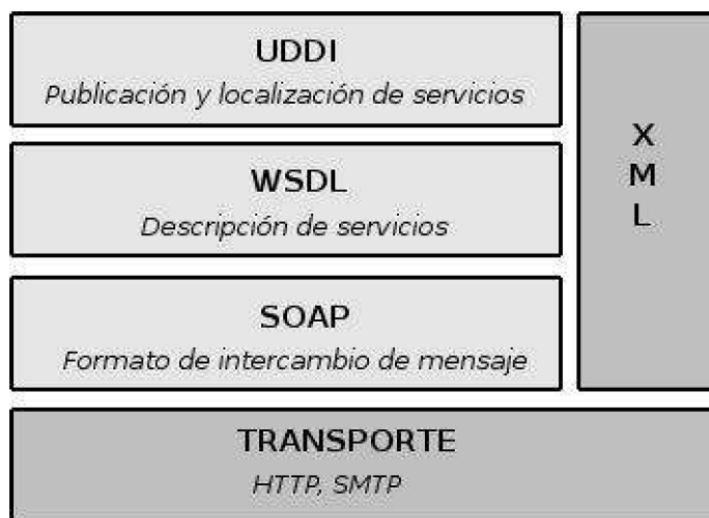 UDDI
Publicación y localización de servicios
WSDL
Descripción de servicios
SOAP
Formato de intercambio de mensaje
X
M
L
TRANSPORTE
HTTP, SMTP